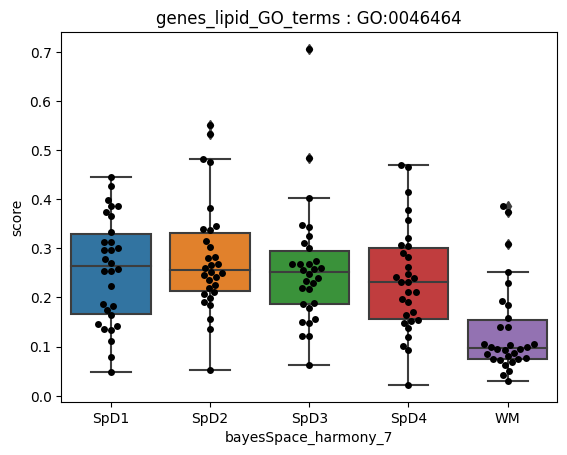 genes_lipid_GO_terms : GO:0046464
0.7
0.6
0.5
0.4
0.3
0.2
0.1
0.0
score
SpD1 SpD2 SpD3 SpD4 WM
bayesSpace_harmony_7